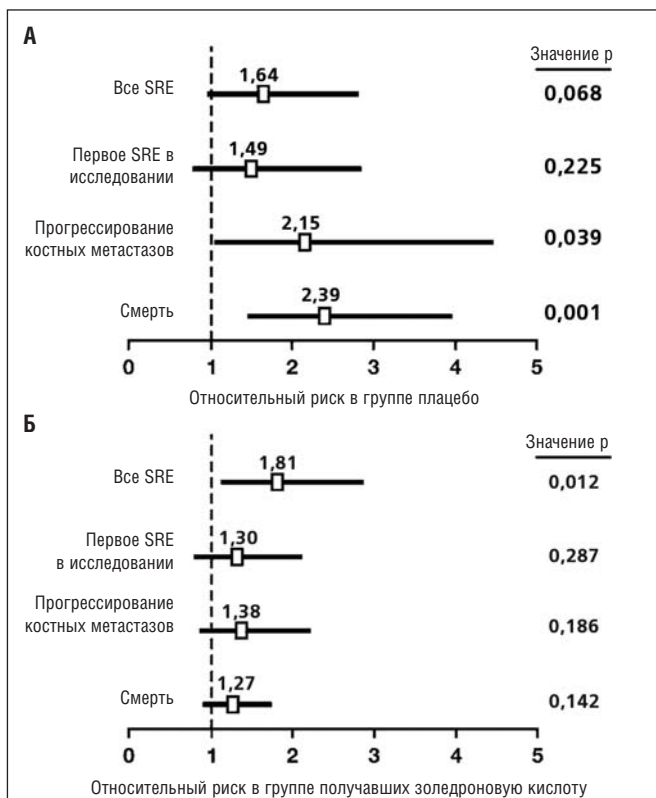 А
Значение р
Все SRE
1,64
0,068
Первое SRE в
исследовании
1,49
0,225
Прогрессирование
костных метастазов
2,15
0,039
Смерть
2,39
0,001
0 1 2 3 4 5
Относительный риск в группе плацебо
Б
Значение р
Все SRE
1,81
0,012
Первое SRE
в исследовании
1,30
0,287
Прогрессирование
костных метастазов
1,38
0,186
Смерть
1,27
0,142
0 1 2 3 4 5
Относительный риск в группе получавших золедроновую кислоту